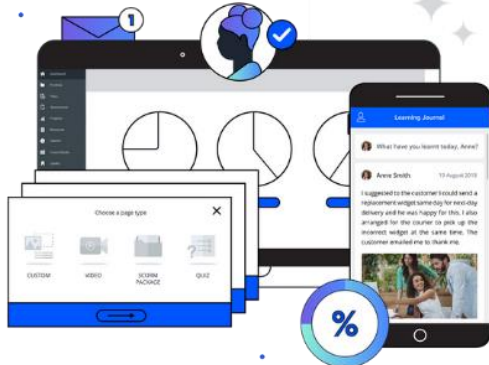 1
Dashboard
Learning Journal
What have you learnt today, Anne?
Anne Smith 19 August 2019
I suggested to the customer I could send a
replacement widget same day for next-day
delivery and he was happy for this. I also
arranged for the courier to pick up the
incorrect widget at the same time. The
customer emailed me to thank me.
Choose a page type
CUSTOM VIDEO SCORM QUIZ
PACKAGE
%